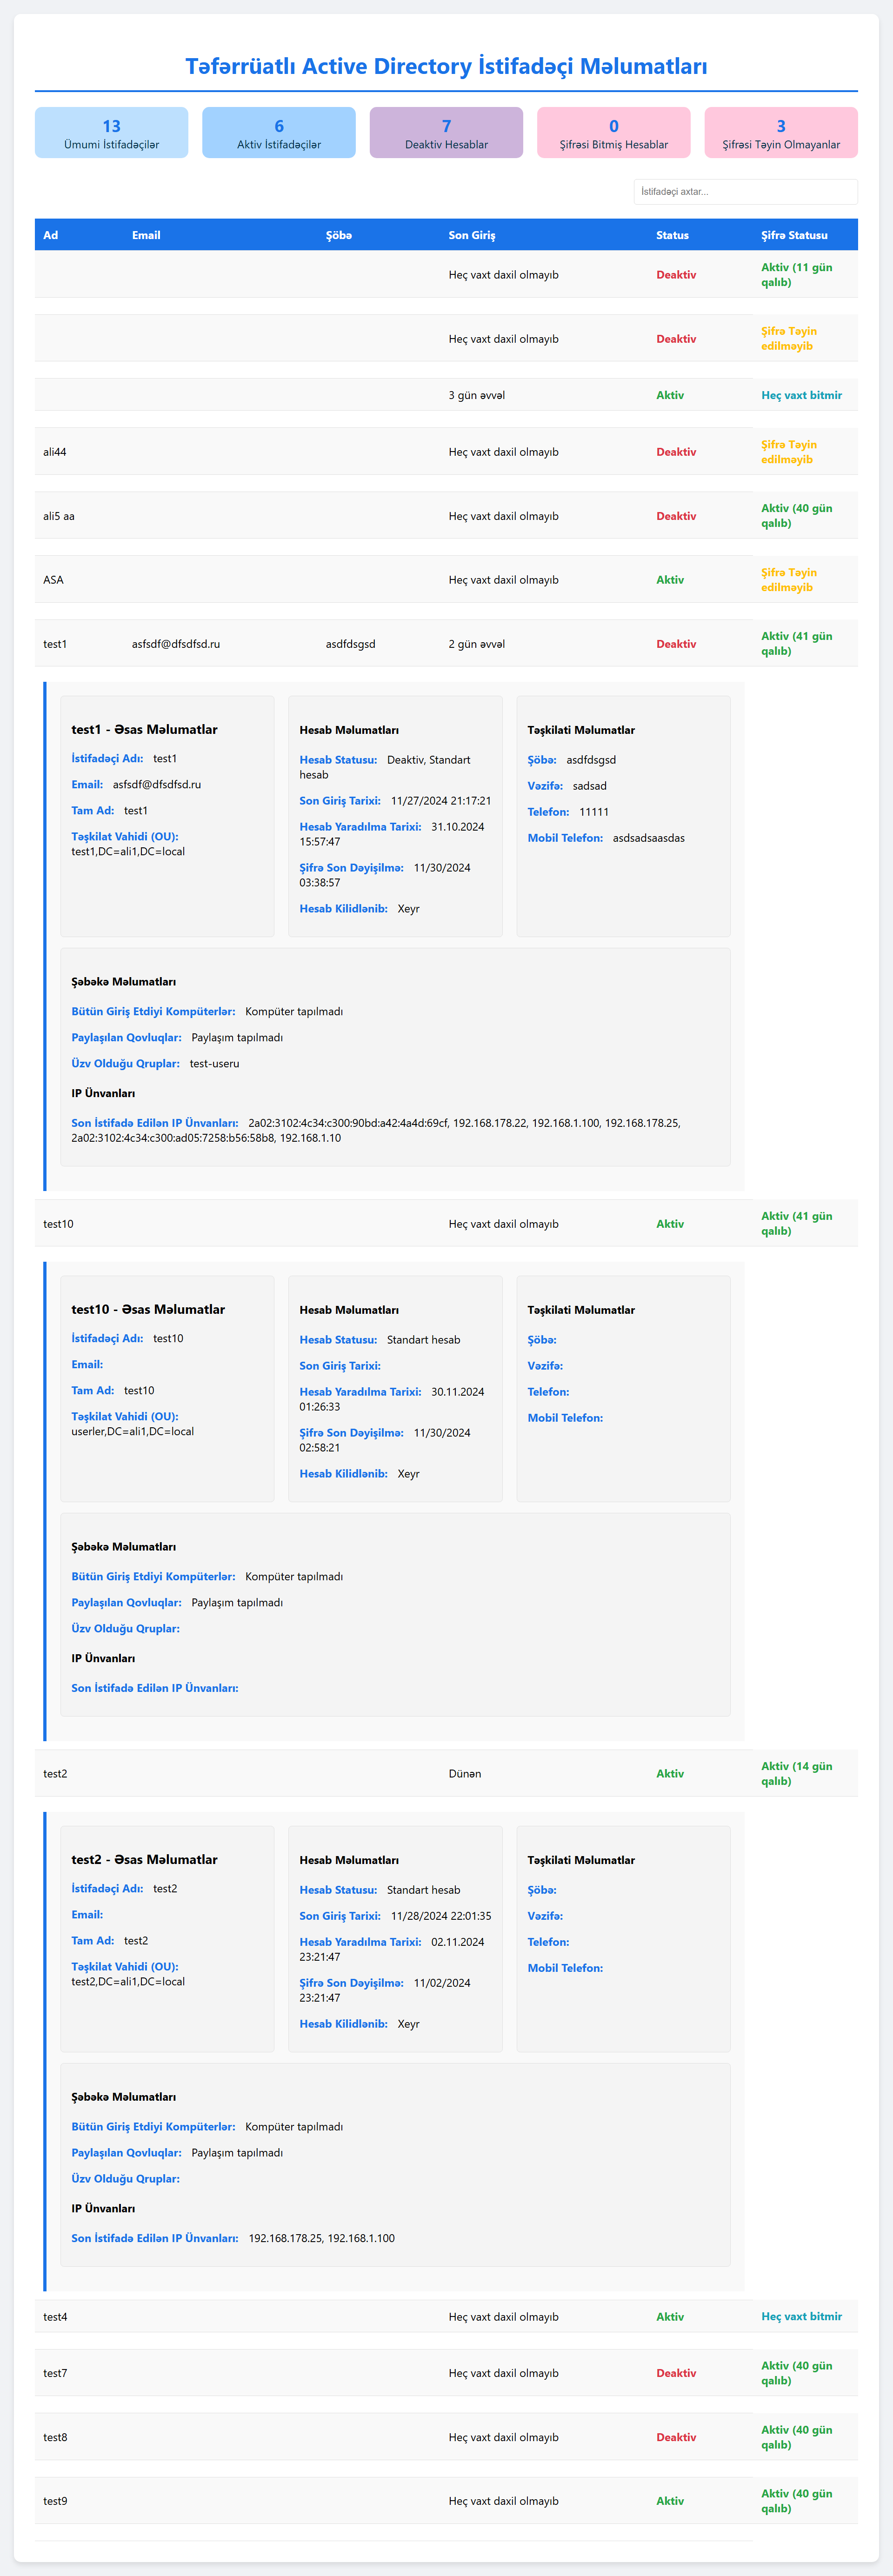 Təfərrüatlı Active Directory İstifadəçi Məlumatları
13
Ümumi İstifadəçilər
6
Aktiv İstifadəçilər
7
Deaktiv Hesablar
0
Şifrəsi Bitmiş Hesablar
3
Şifrəsi Təyin Olmayanlar
İstifadəçi axtar...
Ad Email Şöbə Son Giriş Status Şifrə Statusu
Heç vaxt daxil olmayıb Deaktiv Aktiv (11 gün
qalıb)
Heç vaxt daxil olmayıb Deaktiv Şifrə Təyin
edilməyib
3 gün əvvəl Aktiv Heç vaxt bitmir
ali44 Heç vaxt daxil olmayıb Deaktiv Şifrə Təyin
edilməyib
ali5 aa Heç vaxt daxil olmayıb Deaktiv Aktiv (40 gün
qalıb)
ASA Heç vaxt daxil olmayıb Aktiv Şifrə Təyin
edilməyib
test1 asfsdf@dfsdfsd.ru asdfdsgsd 2 gün əvvəl Deaktiv Aktiv (41 gün
qalıb)
test1 - Əsas Məlumatlar
İstifadəçi Adı: test1
Email: asfsdf@dfsdfsd.ru
Tam Ad: test1
Təşkilat Vahidi (OU):
test1,DC=ali1,DC=local
Hesab Məlumatları
Hesab Statusu: Deaktiv, Standart
hesab
Son Giriş Tarixi: 11/27/2024 21:17:21
Hesab Yaradılma Tarixi: 31.10.2024
15:57:47
Şifrə Son Dəyişilmə: 11/30/2024
03:38:57
Hesab Kilidlənib: Xeyr
Təşkilati Məlumatlar
Şöbə: asdfdsgsd
Vəzifə: sadsad
Telefon: 11111
Mobil Telefon: asdsadsaasdas
Şəbəkə Məlumatları
Bütün Giriş Etdiyi Kompüterlər: Kompüter tapılmadı
Paylaşılan Qovluqlar: Paylaşım tapılmadı
Üzv Olduğu Qruplar: test-useru
IP Ünvanları
Son İstifadə Edilən IP Ünvanları: 2a02:3102:4c34:c300:90bd:a42:4a4d:69cf, 192.168.178.22, 192.168.1.100, 192.168.178.25,
2a02:3102:4c34:c300:ad05:7258:b56:58b8, 192.168.1.10
test10 Heç vaxt daxil olmayıb Aktiv Aktiv (41 gün
qalıb)
test10 - Əsas Məlumatlar
İstifadəçi Adı: test10
Email:
Tam Ad: test10
Təşkilat Vahidi (OU):
userler,DC=ali1,DC=local
Hesab Məlumatları
Hesab Statusu: Standart hesab
Son Giriş Tarixi:
Hesab Yaradılma Tarixi: 30.11.2024
01:26:33
Şifrə Son Dəyişilmə: 11/30/2024
02:58:21
Hesab Kilidlənib: Xeyr
Təşkilati Məlumatlar
Şöbə:
Vəzifə:
Telefon:
Mobil Telefon:
Şəbəkə Məlumatları
Bütün Giriş Etdiyi Kompüterlər: Kompüter tapılmadı
Paylaşılan Qovluqlar: Paylaşım tapılmadı
Üzv Olduğu Qruplar:
IP Ünvanları
Son İstifadə Edilən IP Ünvanları:
test2 Dünən Aktiv Aktiv (14 gün
qalıb)
test2 - Əsas Məlumatlar
İstifadəçi Adı: test2
Email:
Tam Ad: test2
Təşkilat Vahidi (OU):
test2,DC=ali1,DC=local
Hesab Məlumatları
Hesab Statusu: Standart hesab
Son Giriş Tarixi: 11/28/2024 22:01:35
Hesab Yaradılma Tarixi: 02.11.2024
23:21:47
Şifrə Son Dəyişilmə: 11/02/2024
23:21:47
Hesab Kilidlənib: Xeyr
Təşkilati Məlumatlar
Şöbə:
Vəzifə:
Telefon:
Mobil Telefon:
Şəbəkə Məlumatları
Bütün Giriş Etdiyi Kompüterlər: Kompüter tapılmadı
Paylaşılan Qovluqlar: Paylaşım tapılmadı
Üzv Olduğu Qruplar:
IP Ünvanları
Son İstifadə Edilən IP Ünvanları: 192.168.178.25, 192.168.1.100
test4 Heç vaxt daxil olmayıb Aktiv Heç vaxt bitmir
test7 Heç vaxt daxil olmayıb Deaktiv Aktiv (40 gün
qalıb)
test8 Heç vaxt daxil olmayıb Deaktiv Aktiv (40 gün
qalıb)
test9 Heç vaxt daxil olmayıb Aktiv Aktiv (40 gün
qalıb)